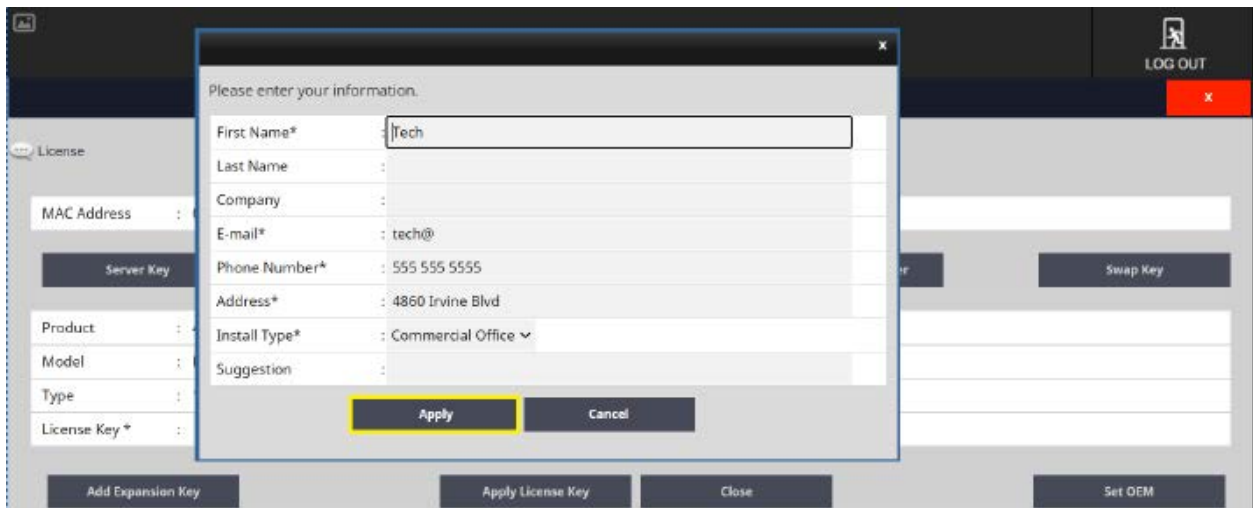 x
LOG OUT
Please enter your information.
x
First Name* : Tech
License
Last Name :
Company :
MAC Address :
E-mail* : tech@
Server Key
Phone Number* : 555 555 5555
Swap Key
Address* : 4860 Irvine Blvd
Product :
Install Type* : Commercial Office
Model :
Suggestion :
Type :
Apply Cancel
License Key * :
Add Expansion Key Apply License Key Close Set OEM